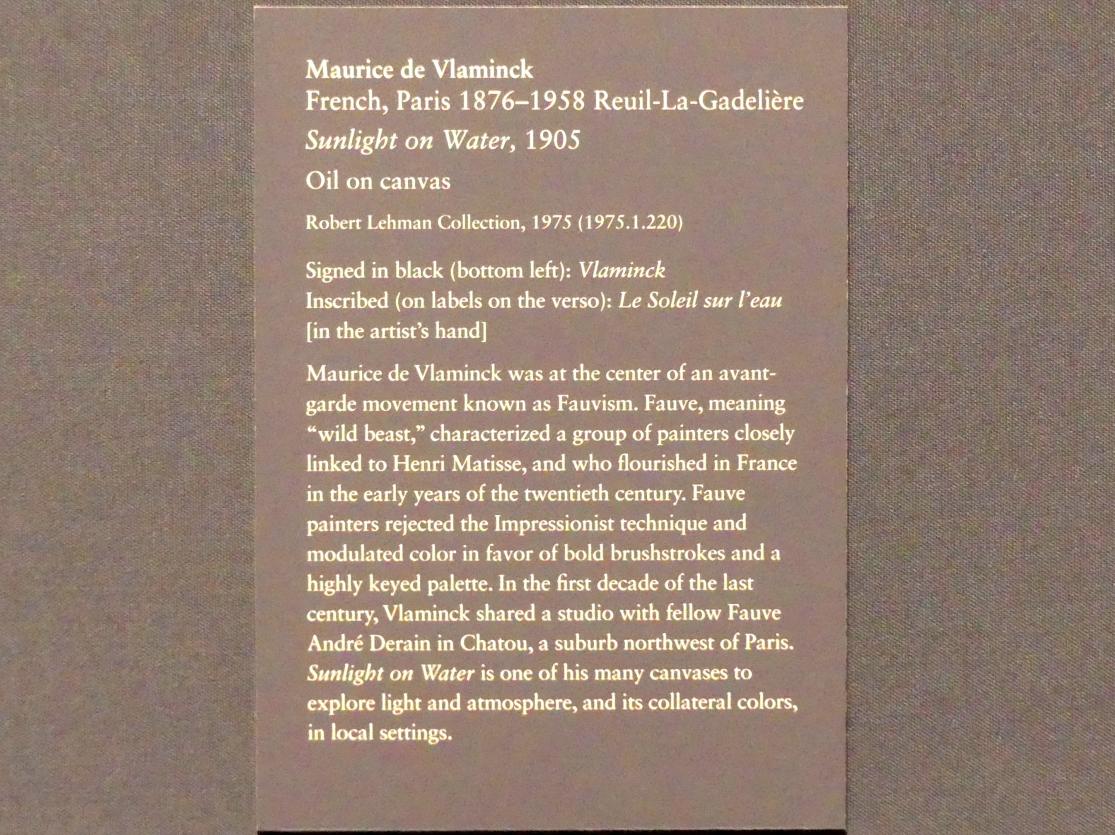 Maurice de Vlaminck
French, Paris 1876–1958 Reuil-La-Gadelière
Sunlight on Water, 1905
Oil on canvas
Robert Lehman Collection, 1975 (1975.1.220)
Signed in black (bottom left): Vlaminck
Inscribed (on labels on the verso): Le Soleil sur l’eau
[in the artist’s hand]
Maurice de Vlaminck was at the center of an avant-
garde movement known as Fauvism. Fauve, meaning
“wild beast,” characterized a group of painters closely
linked to Henri Matisse, and who flourished in France
in the early years of the twentieth century. Fauve
painters rejected the Impressionist technique and
modulated color in favor of bold brushstrokes and a
highly keyed palette. In the first decade of the last
century, Vlaminck shared a studio with fellow Fauve
André Derain in Chatou, a suburb northwest of Paris.
Sunlight on Water is one of his many canvases to
explore light and atmosphere, and its collateral colors,
in local settings.